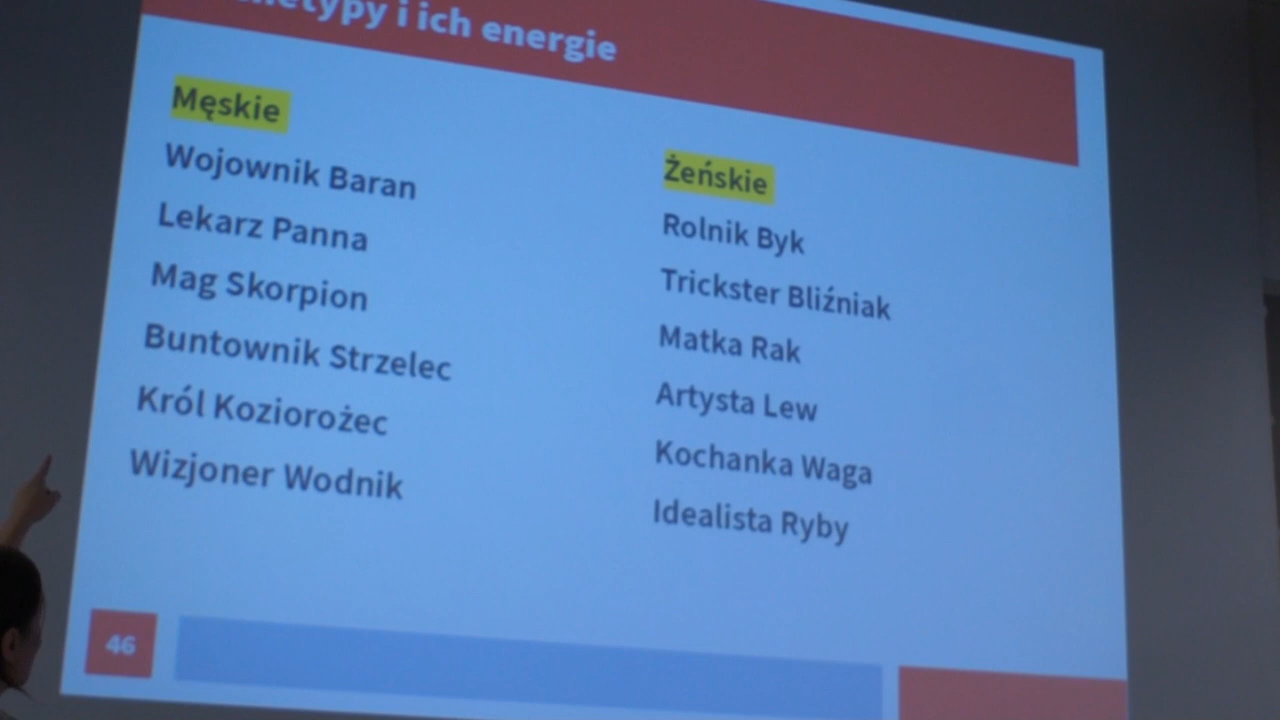 i ich energie
Męskie
Wojownik Baran
Lekarz Panna
Mag Skorpion
Buntownik Strzelec
Król Koziorożec
Wizjoner Wodnik
Żeńskie
Rolnik Byk
Trickster Bliźniak
Matka Rak
Artysta Lew
Kochanka Waga
Idealista Ryby
46